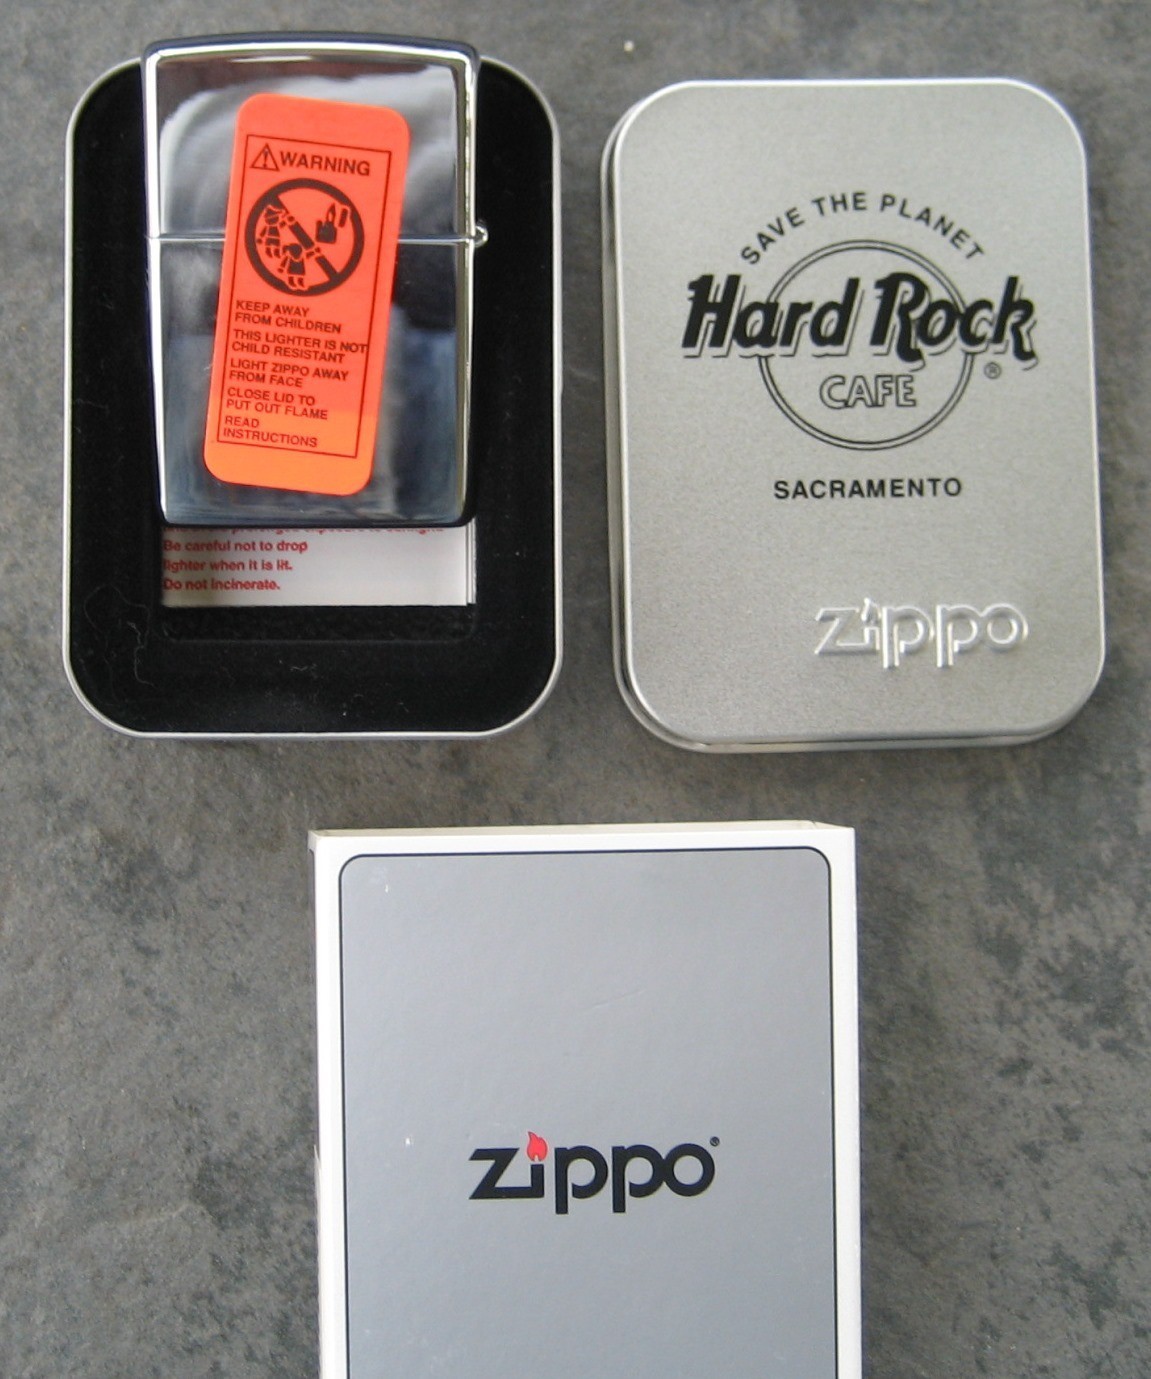 WARNING
KEEP AWAY
FROM CHILDREN
THIS LIGHTER IS NOT
CHILD RESISTANT
LIGHT ZIPPO AWAY
FROM FACE
CLOSE LID TO
PUT OUT FLAME
READ
INSTRUCTIONS
Be careful not to drop
lighter when it is lit.
Do not incinerate.
SAVE THE PLANET
Hard Rock
®
CAFE
SACRAMENTO
zippo
zippo®